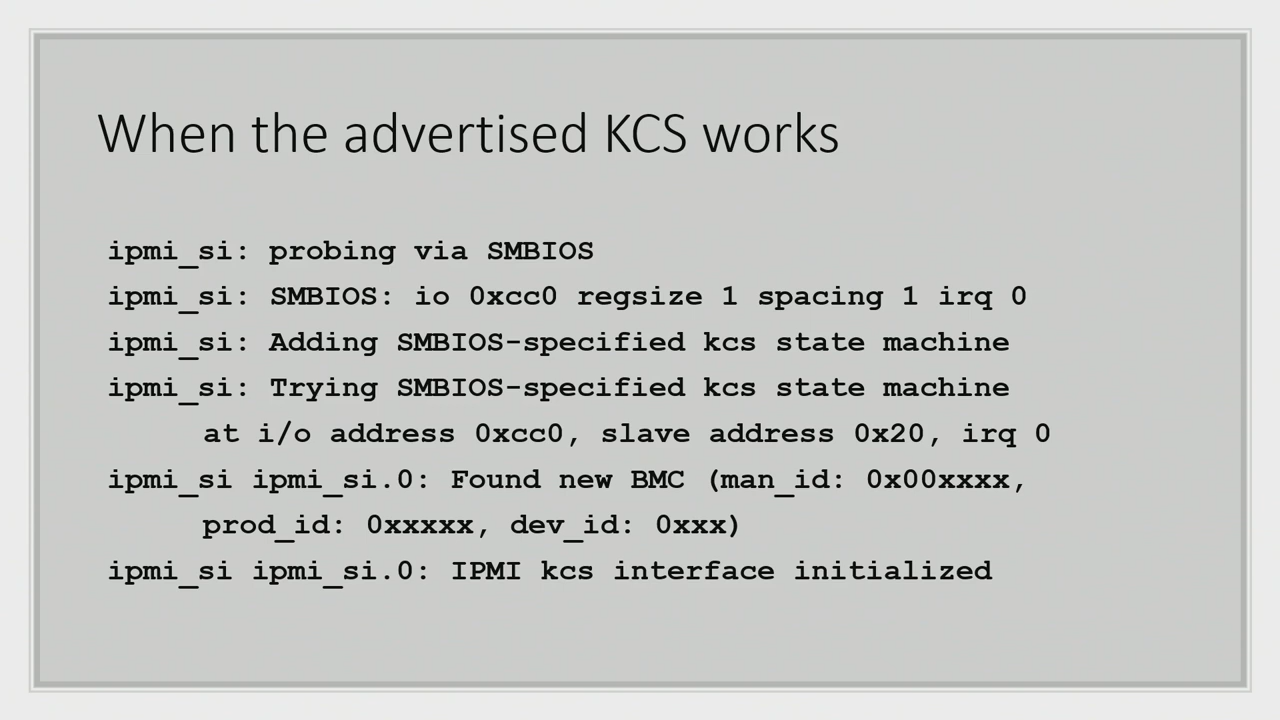 When the advertised KCS works
ipmi_si: probing via SMBIOS
ipmi_si: SMBIOS: io 0xcc0 regsize 1 spacing 1 irq 0
ipmi_si: Adding SMBIOS-specified kcs state machine
ipmi_si: Trying SMBIOS-specified kcs state machine
at i/o address 0xcc0, slave address 0x20, irq 0
ipmi_si ipmi_si.0: Found new BMC (man_id: 0x00xxxx,
prod_id: 0xxxxx, dev_id: 0xxx)
ipmi_si ipmi_si.0: IPMI kcs interface initialized